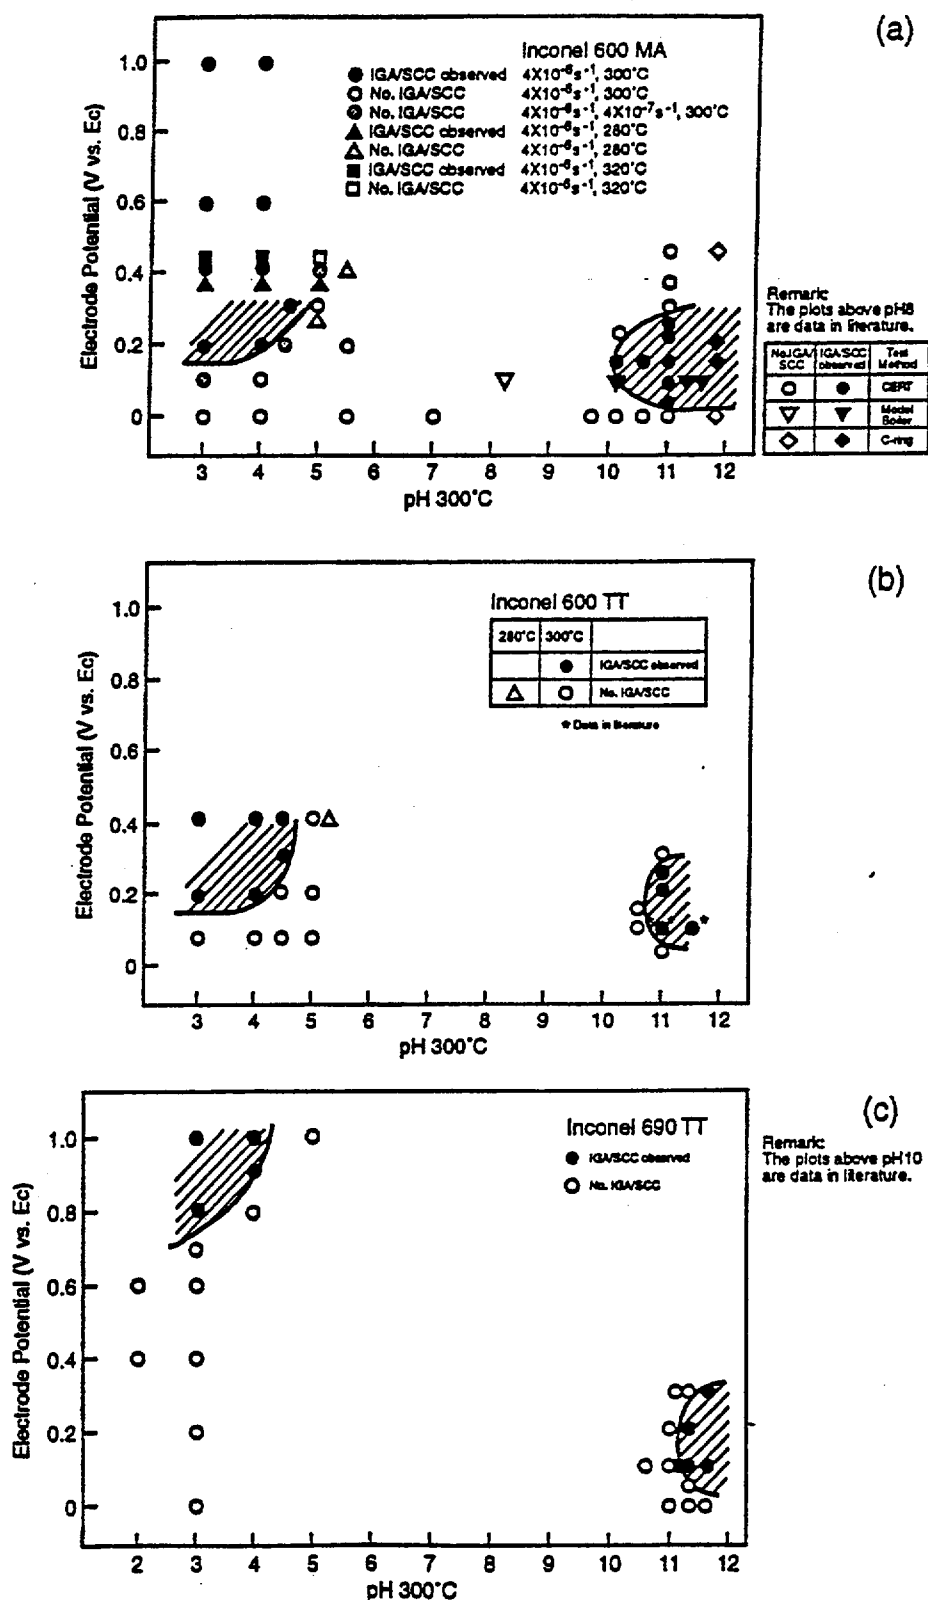 (a)
Inconel 600 MA
IGA/SCC observed 4X10⁻⁶s⁻¹, 300°C
No. IGA/SCC 4X10⁻⁶s⁻¹, 300°C
No. IGA/SCC 4X10⁻⁶s⁻¹, 4X10⁻⁷s⁻¹, 300°C
IGA/SCC observed 4X10⁻⁶s⁻¹, 280°C
No. IGA/SCC 4X10⁻⁶s⁻¹, 280°C
IGA/SCC observed 4X10⁻⁶s⁻¹, 320°C
No. IGA/SCC 4X10⁻⁶s⁻¹, 320°C
Electrode Potential (V vs. Ec)
1.0
0.8
0.6
0.4
0.2
0
3 4 5 6 7 8 9 10 11 12
pH 300°C
Remark:
The plots above pH8
are data in literature.
No.IGA/ IGA/SCC Test
SCC observed Method
CERT
Model
Boiler
C-ring
(b)
Inconel 600 TT
280°C 300°C
IGA/SCC observed
No. IGA/SCC
* Data in literature
Electrode Potential (V vs. Ec)
1.0
0.8
0.6
0.4
0.2
0
*
*
3 4 5 6 7 8 9 10 11 12
pH 300°C
(c)
Inconel 690 TT
IGA/SCC observed
No. IGA/SCC
Remark:
The plots above pH10
are data in literature.
Electrode Potential (V vs. Ec)
1.0
0.8
0.6
0.4
0.2
0
2 3 4 5 6 7 8 9 10 11 12
pH 300°C